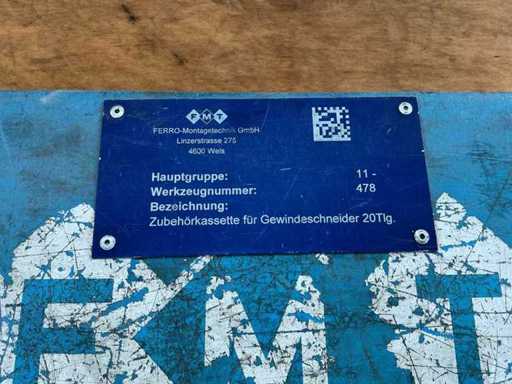 FMT
FERRO-Montagetechnik GmbH
Linzerstrasse 275
4600 Wels
Hauptgruppe: 11 -
Werkzeugnummer: 478
Bezeichnung:
Zubehörkassette für Gewindeschneider 20Tlg.
FMT